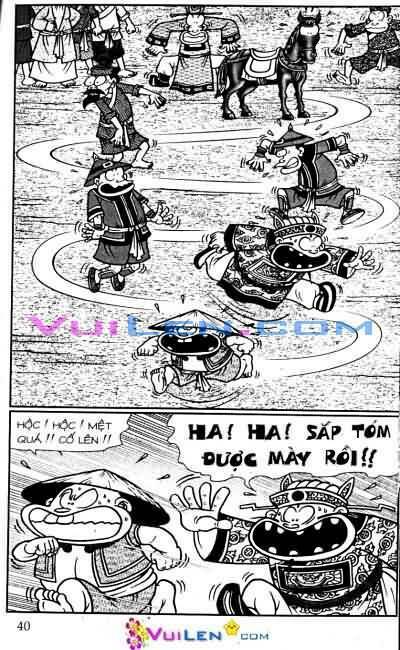 VuiLen.com
HỘC! HỘC! MỆT
QUÁ!! CỐ LÊN!!
HA! HA! SẮP TÓM
ĐƯỢC MÀY RỒI!!
40
VuiLen.com